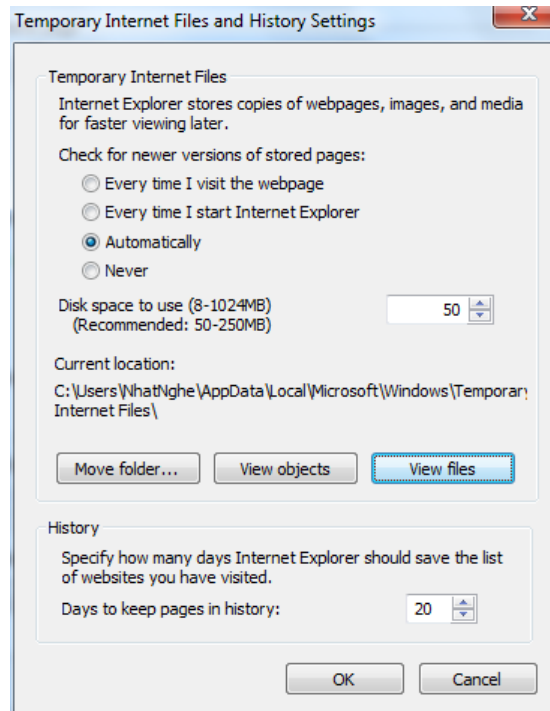 Temporary Internet Files and History Settings
Temporary Internet Files
Internet Explorer stores copies of webpages, images, and media
for faster viewing later.
Check for newer versions of stored pages:
Every time I visit the webpage
Every time I start Internet Explorer
Automatically
Never
Disk space to use (8-1024MB)
50
(Recommended: 50-250MB)
Current location:
C:\Users\NhatNghe\AppData\Local\Microsoft\Windows\Temporary
Internet Files\
Move folder... View objects View files
History
Specify how many days Internet Explorer should save the list
of websites you have visited.
Days to keep pages in history: 20
OK Cancel